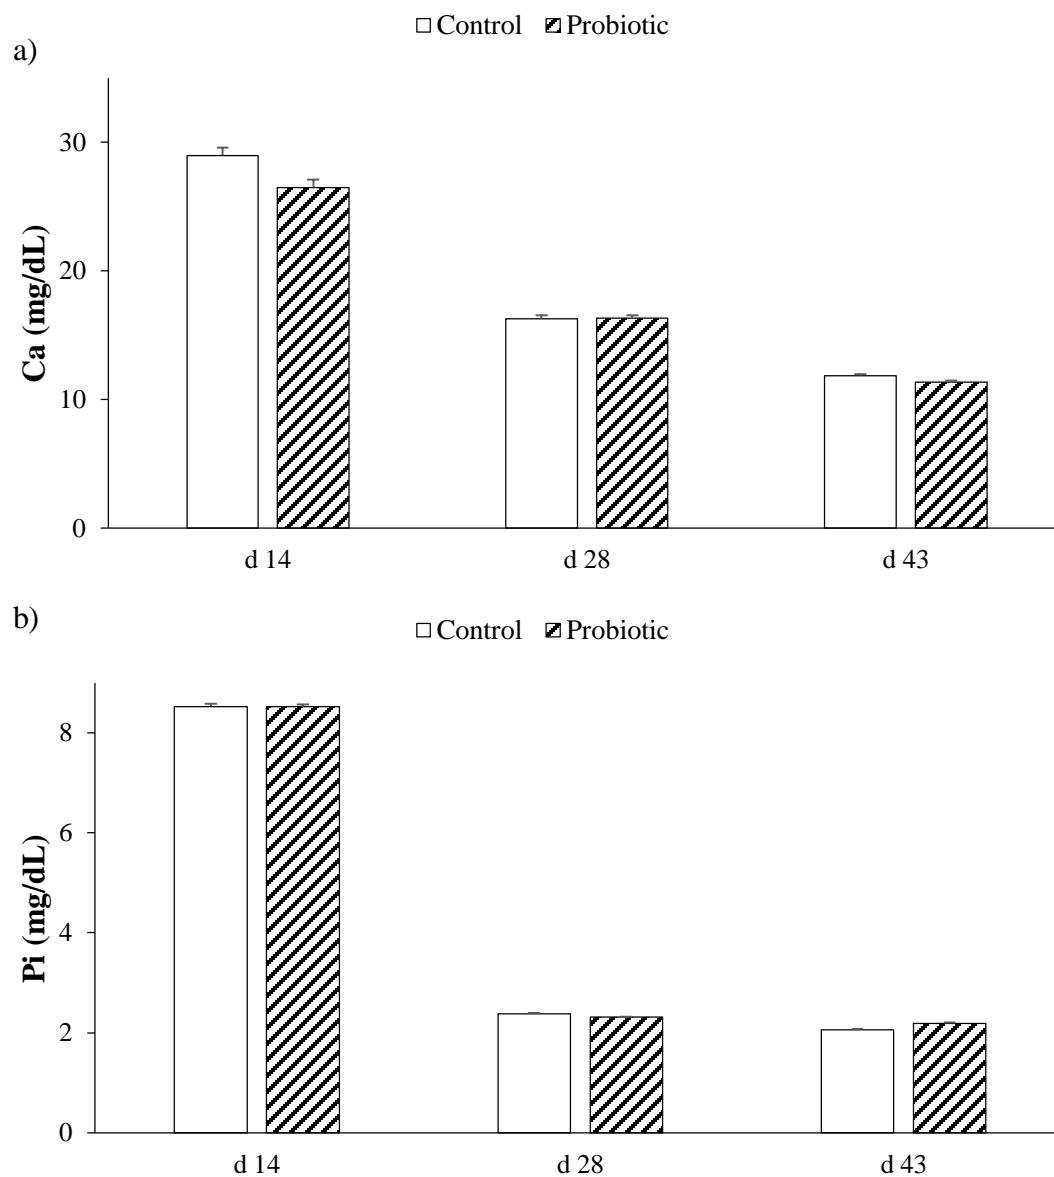 Control Probiotic
a)
30
20
10
0
Ca (mg/dL)
d 14 d 28 d 43
b)
Control Probiotic
8
6
4
2
0
Pi (mg/dL)
d 14 d 28 d 43